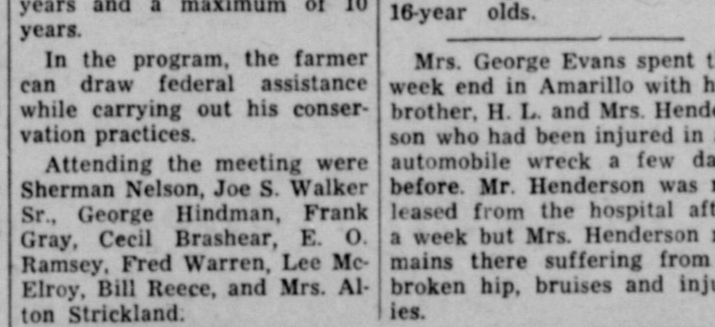 years and a maximum of 10
years.
In the program, the farmer
can draw federal assistance
while carrying out his conser-
vation practices.
Attending the meeting were
Sherman Nelson, Joe S. Walker
Sr., George Hindman, Frank
Gray, Cecil Brashear, E. O.
Ramsey, Fred Warren, Lee Mc-
Elroy, Bill Reece, and Mrs. Al-
ton Strickland.
16-year olds.
Mrs. George Evans spent
week end in Amarillo with
brother, H. L. and Mrs. Hende
son who had been injured in
automobile wreck a few da
before. Mr. Henderson was
leased from the hospital aft
a week but Mrs. Henderson
mains there suffering from
broken hip, bruises and inju
ies.